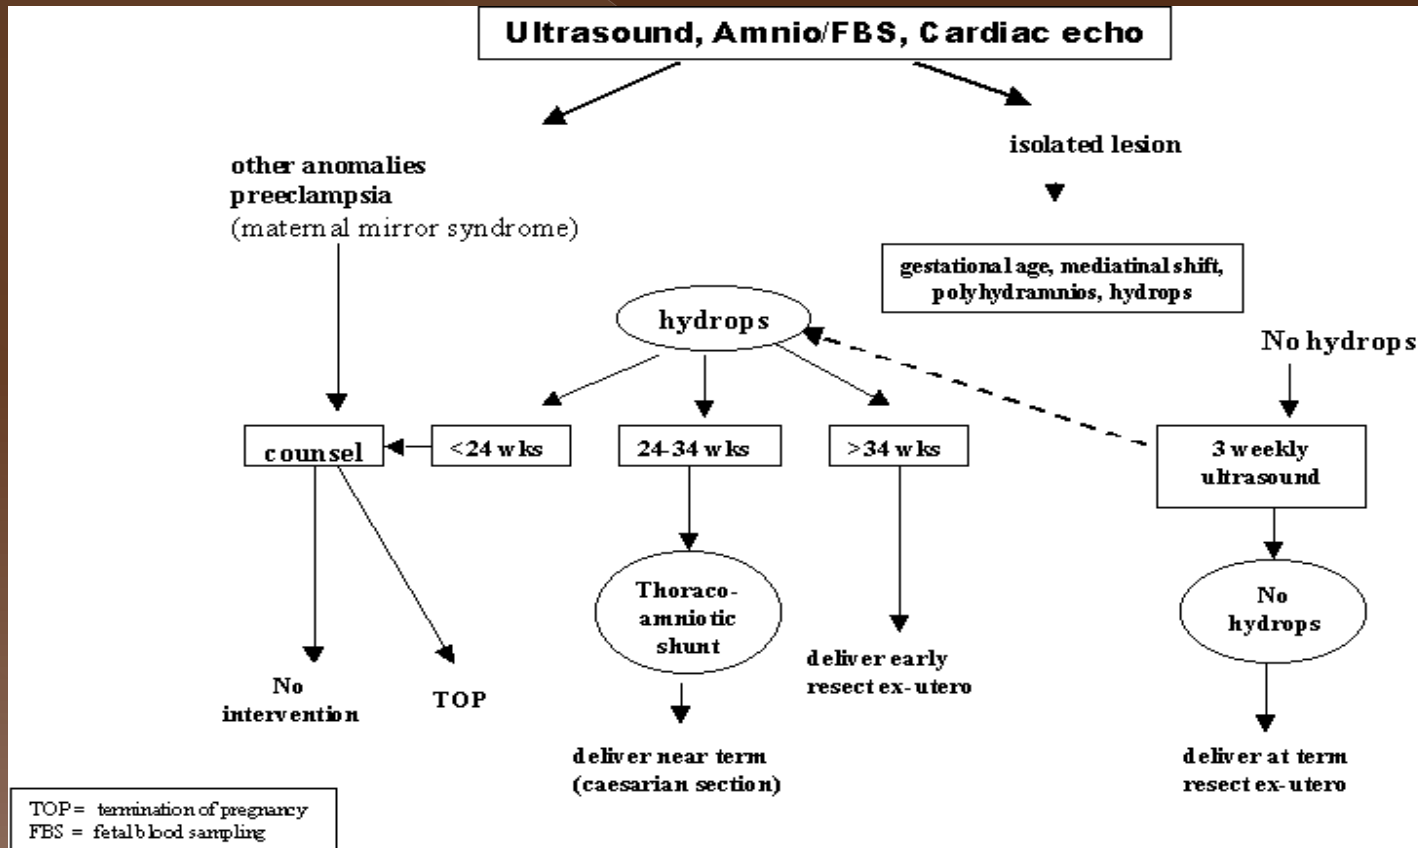 Ultrasound, Amnio/FBS, Cardiac echo
other anomalies
preeclampsia
(maternal mirror syndrome)
isolated lesion
gestational age, mediatinal shift,
polyhydramnios, hydrops
hydrops
No hydrops
counsel
<24 wks
24-34 wks
>34 wks
3 weekly
ultrasound
Thoraco-
amniotic
shunt
No
hydrops
No
intervention
TOP
deliver early
resect ex-utero
deliver near term
(caesarian section)
deliver at term
resect ex-utero
TOP = termination of pregnancy
FBS = fetal blood sampling